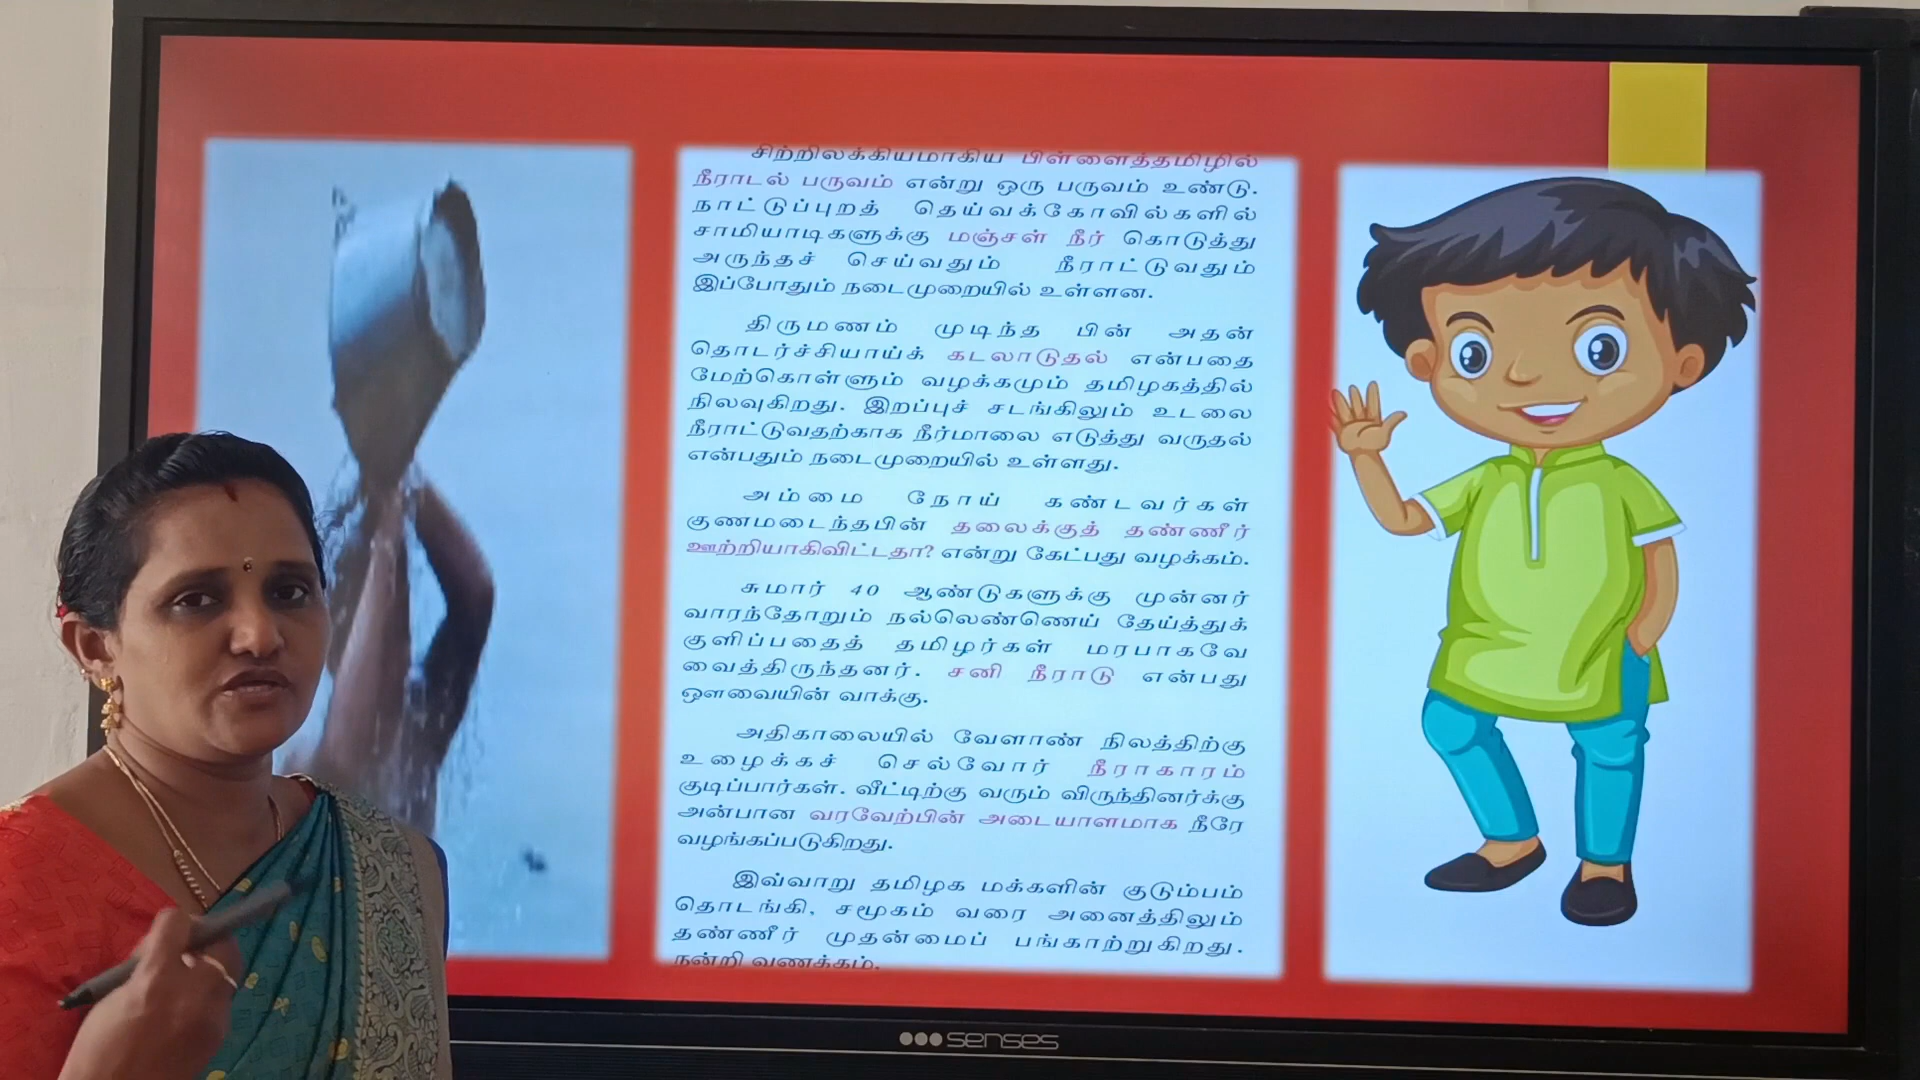 சிற்றிலக்கியமாகிய பிள்ளைத்தமிழில்
நீராடல் பருவம் என்று ஒரு பருவம் உண்டு.
நாட்டுப்புறத் தெய்வக்கோவில்களில்
சாமியாடிகளுக்கு மஞ்சள் நீர் கொடுத்து
அருந்தச் செய்வதும் நீராட்டுவதும்
இப்போதும் நடைமுறையில் உள்ளன.
திருமணம் முடிந்த பின் அதன்
தொடர்ச்சியாய்க் கடலாடுதல் என்பதை
மேற்கொள்ளும் வழக்கமும் தமிழகத்தில்
நிலவுகிறது. இறப்புச் சடங்கிலும் உடலை
நீராட்டுவதற்காக நீர்மாலை எடுத்து வருதல்
என்பதும் நடைமுறையில் உள்ளது.
அம்மை நோய் கண்டவர்கள்
குணமடைந்தபின் தலைக்குத் தண்ணீர்
ஊற்றியாகிவிட்டதா? என்று கேட்பது வழக்கம்.
சுமார் 40 ஆண்டுகளுக்கு முன்னர்
வாரந்தோறும் நல்லெண்ணெய் தேய்த்துக்
குளிப்பதைத் தமிழர்கள் மரபாகவே
வைத்திருந்தனர். சனி நீராடு என்பது
ஔவையின் வாக்கு.
அதிகாலையில் வேளாண் நிலத்திற்கு
உழைக்கச் செல்வோர் நீராகாரம்
குடிப்பார்கள். வீட்டிற்கு வரும் விருந்தினர்க்கு
அன்பான வரவேற்பின் அடையாளமாக நீரே
வழங்கப்படுகிறது.
இவ்வாறு தமிழக மக்களின் குடும்பம்
தொடங்கி, சமூகம் வரை அனைத்திலும்
தண்ணீர் முதன்மைப் பங்காற்றுகிறது.
நன்றி வணக்கம்.
senses